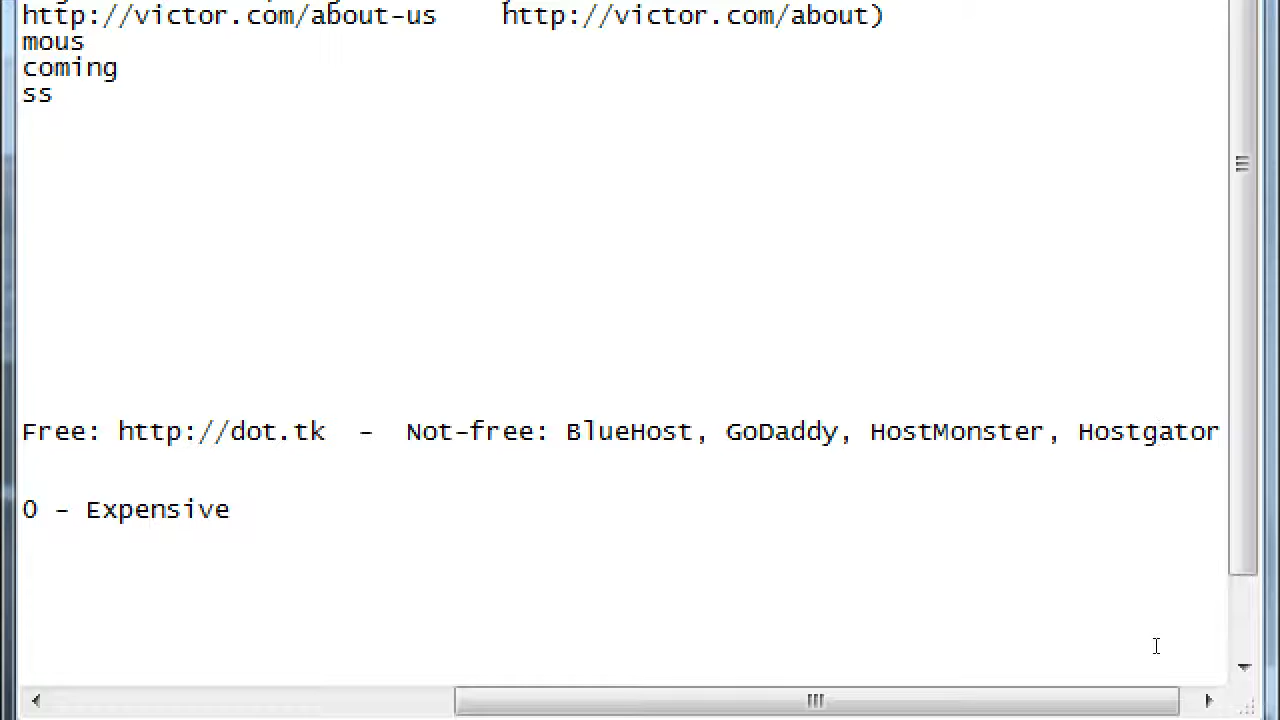 http://victor.com/about-us http://victor.com/about)
mous
coming
ss
Free: http://dot.tk - Not-free: BlueHost, GoDaddy, HostMonster, Hostgator
0 - Expensive